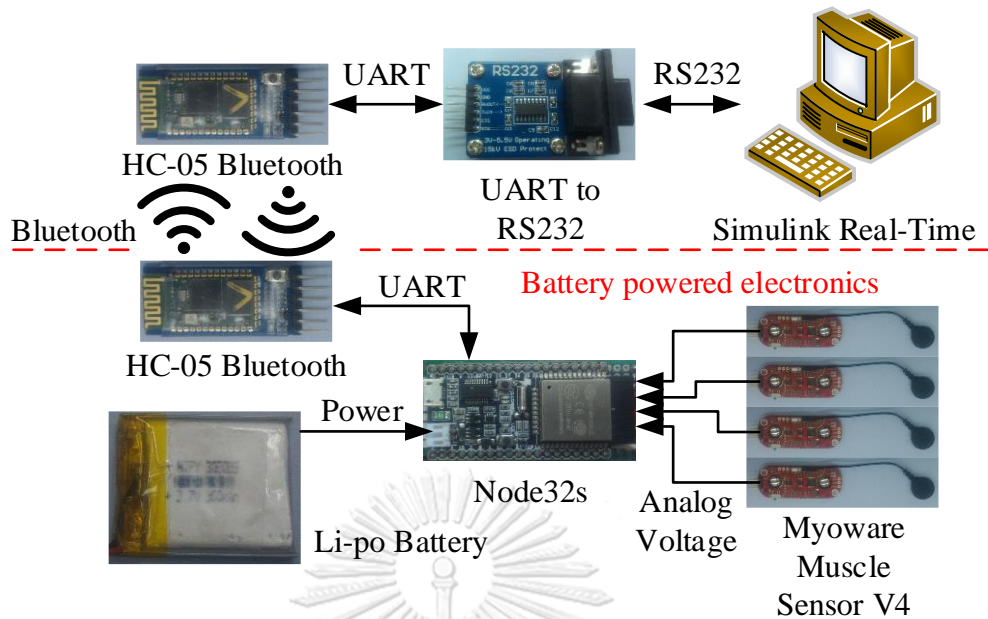 UART
RS232
RS232
HC-05 Bluetooth
UART to
RS232
Simulink Real-Time
Bluetooth
Battery powered electronics
UART
HC-05 Bluetooth
Power
Node32s
Li-po Battery
Analog
Voltage
Myoware
Muscle
Sensor V4